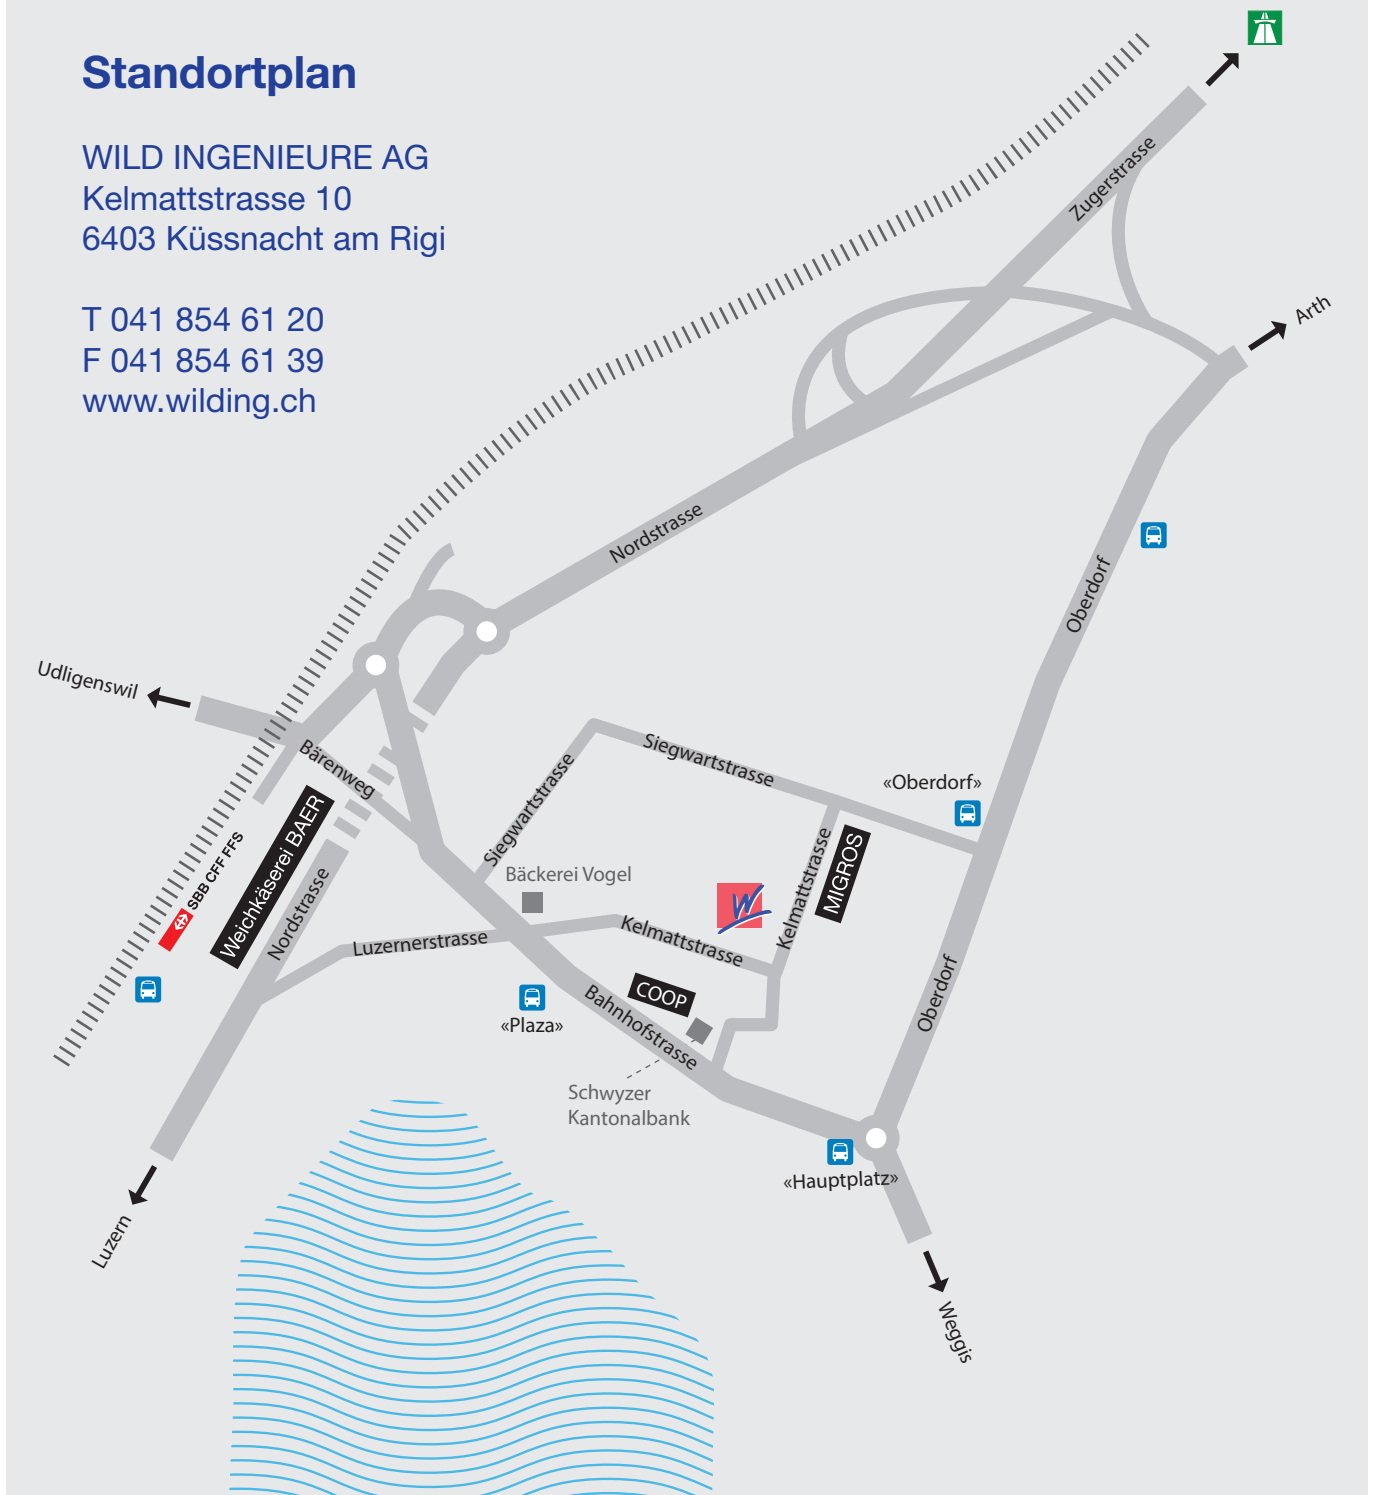 Standortplan
WILD INGENIEURE AG
Kelmattstrasse 10
6403 Küssnacht am Rigi
T 041 854 61 20
F 041 854 61 39
www.wilding.ch
Zugerstrasse
Arth
Nordstrasse
Oberdorf
Udligenswil
Bärenweg
Siegwartstrasse
Siegwartstrasse
«Oberdorf»
Weichkäserei BAER
SBB CFF FFS
Nordstrasse
Bäckerei Vogel
W
Kelmattstrasse
MIGROS
Luzernerstrasse
Kelmattstrasse
COOP
Oberdorf
«Plaza»
Bahnhofstrasse
Schwyzer
Kantonalbank
«Hauptplatz»
Luzern
Weggis